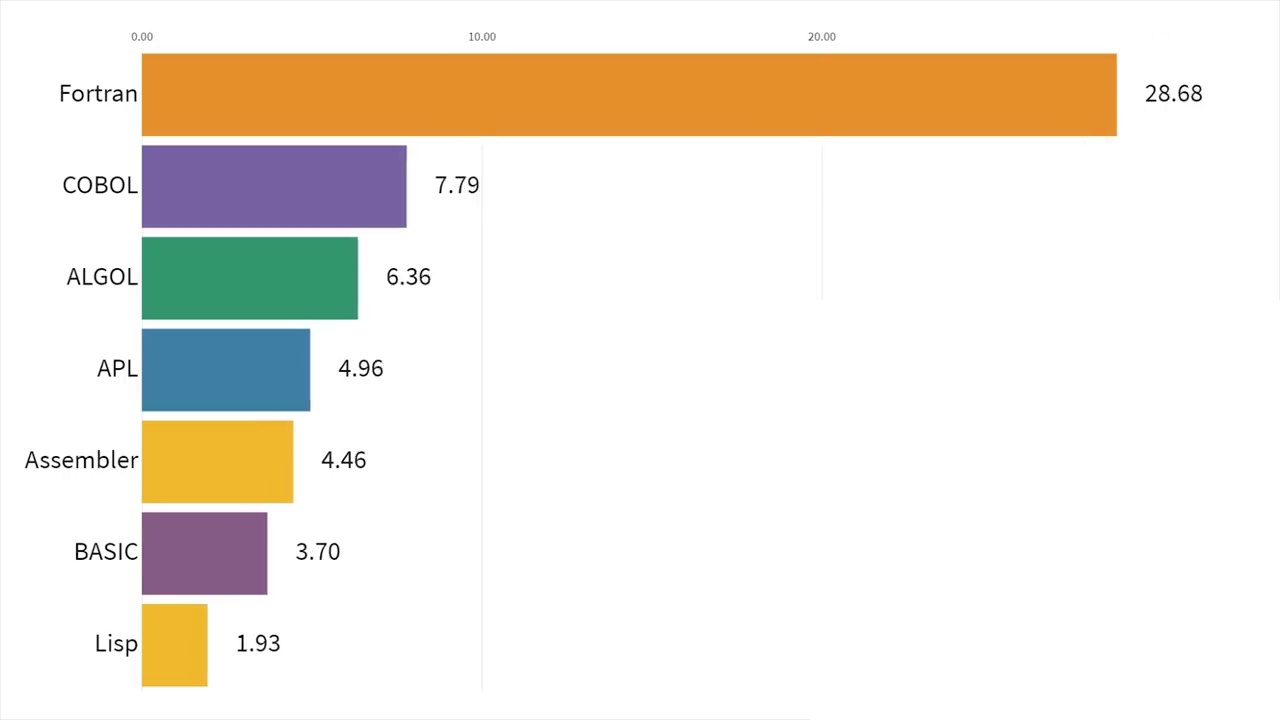 0.00 10.00 20.00
Fortran 28.68
COBOL 7.79
ALGOL 6.36
APL 4.96
Assembler 4.46
BASIC 3.70
Lisp 1.93